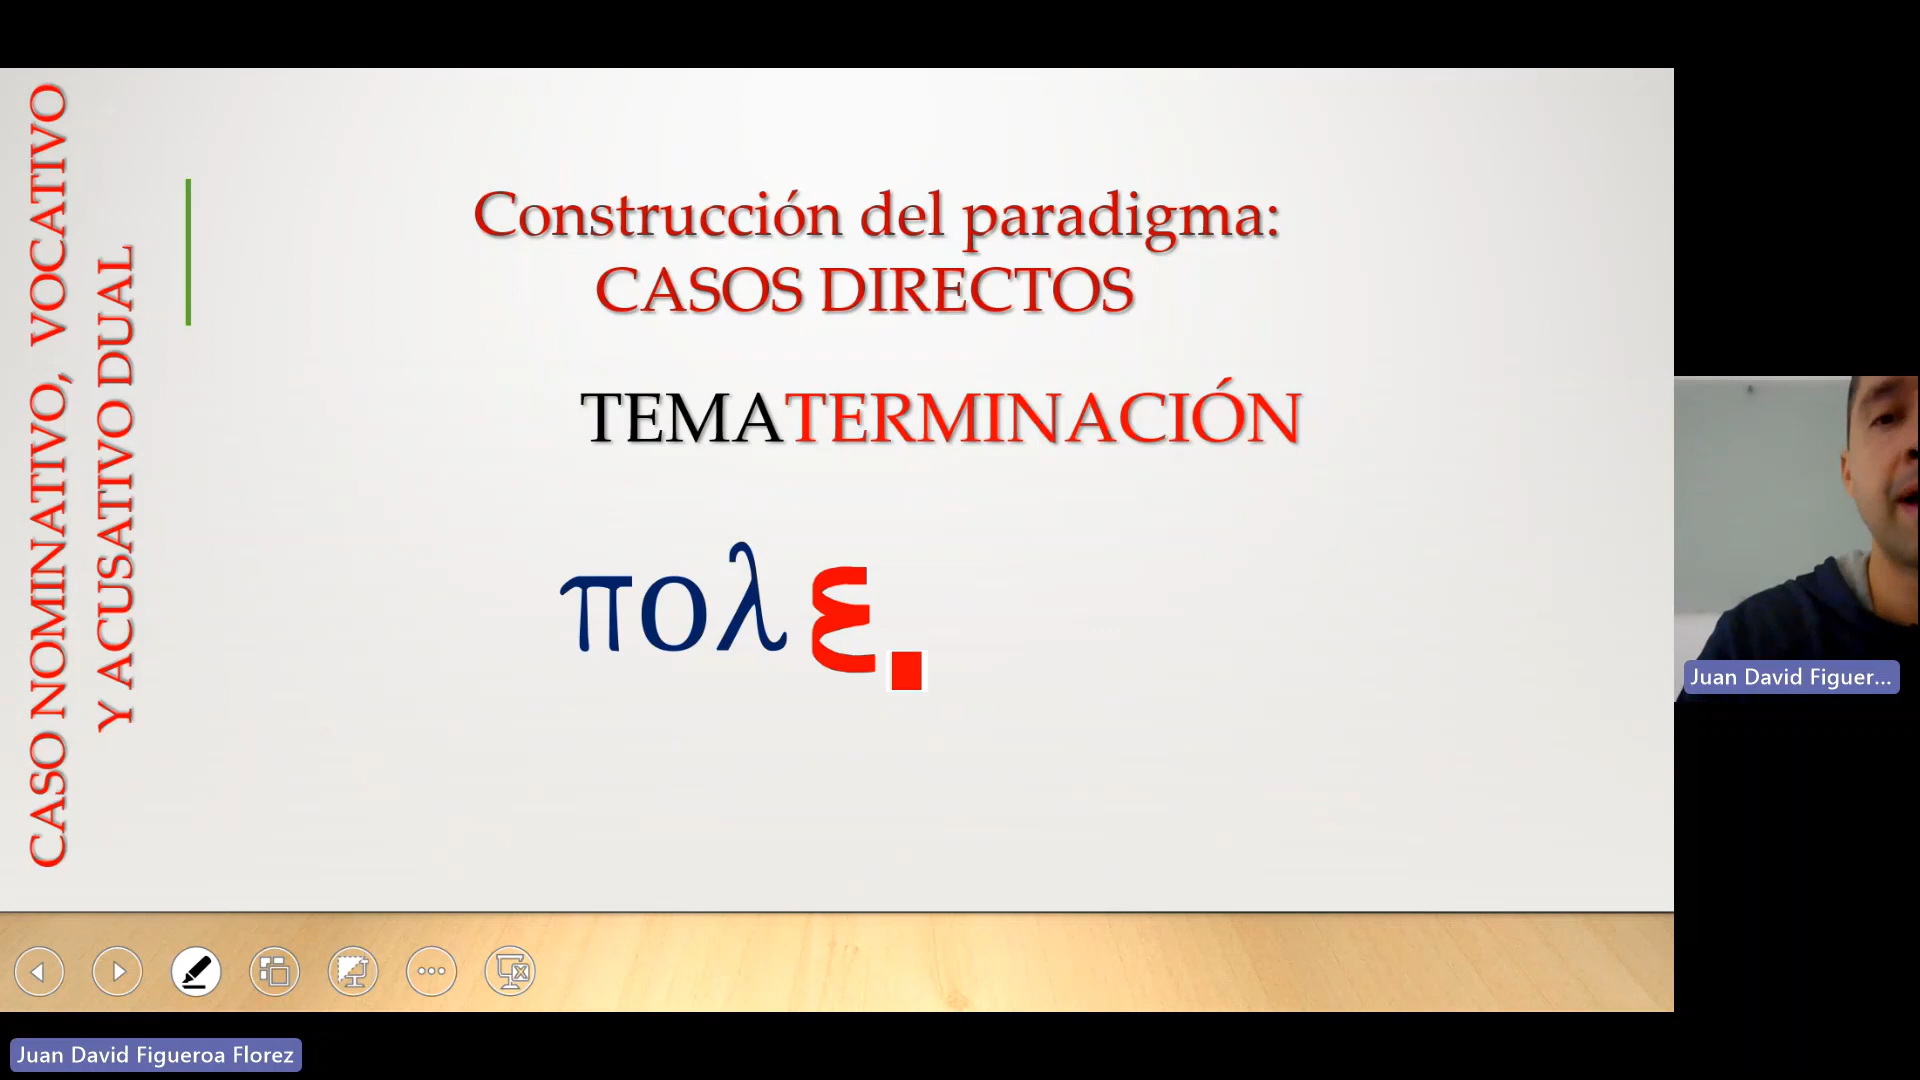 CASO NOMINATIVO, VOCATIVO
Y ACUSATIVO DUAL
Construcción del paradigma:
CASOS DIRECTOS
TEMATERMINACIÓN
πολε
Juan David Figuer...
Juan David Figueroa Florez